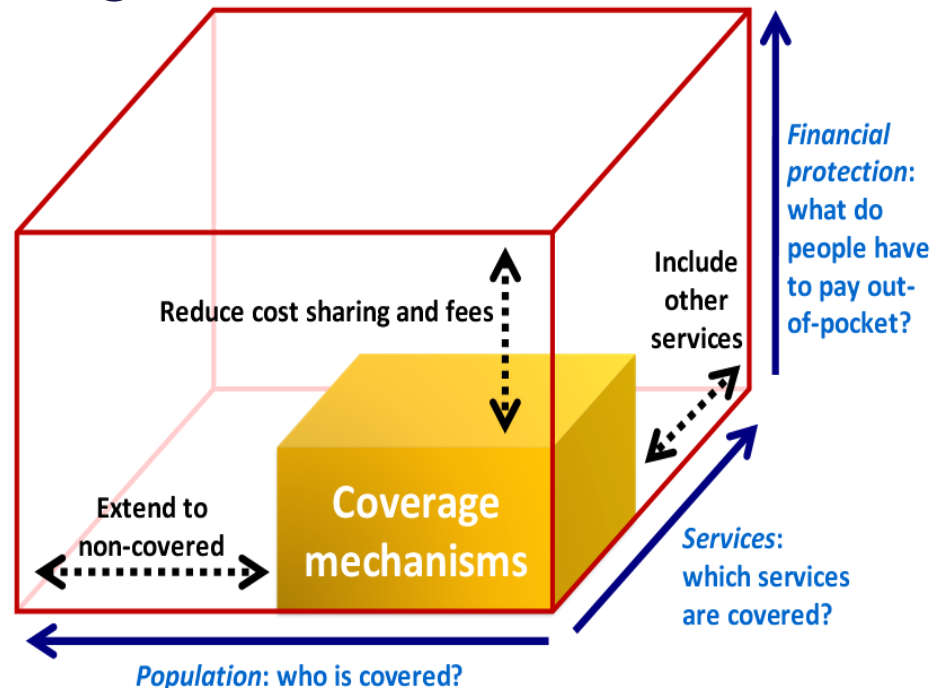 Financial
protection:
what do
people have
to pay out-
of-pocket?
Include
other
services
Reduce cost sharing and fees
Coverage
mechanisms
Extend to
non-covered
Services:
which services
are covered?
Population: who is covered?